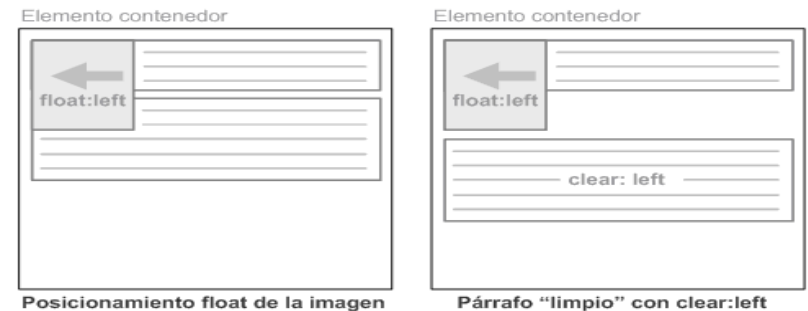 Elemento contenedor
float:left
Posicionamiento float de la imagen
Elemento contenedor
float:left
clear: left
Párrafo “limpio” con clear:left